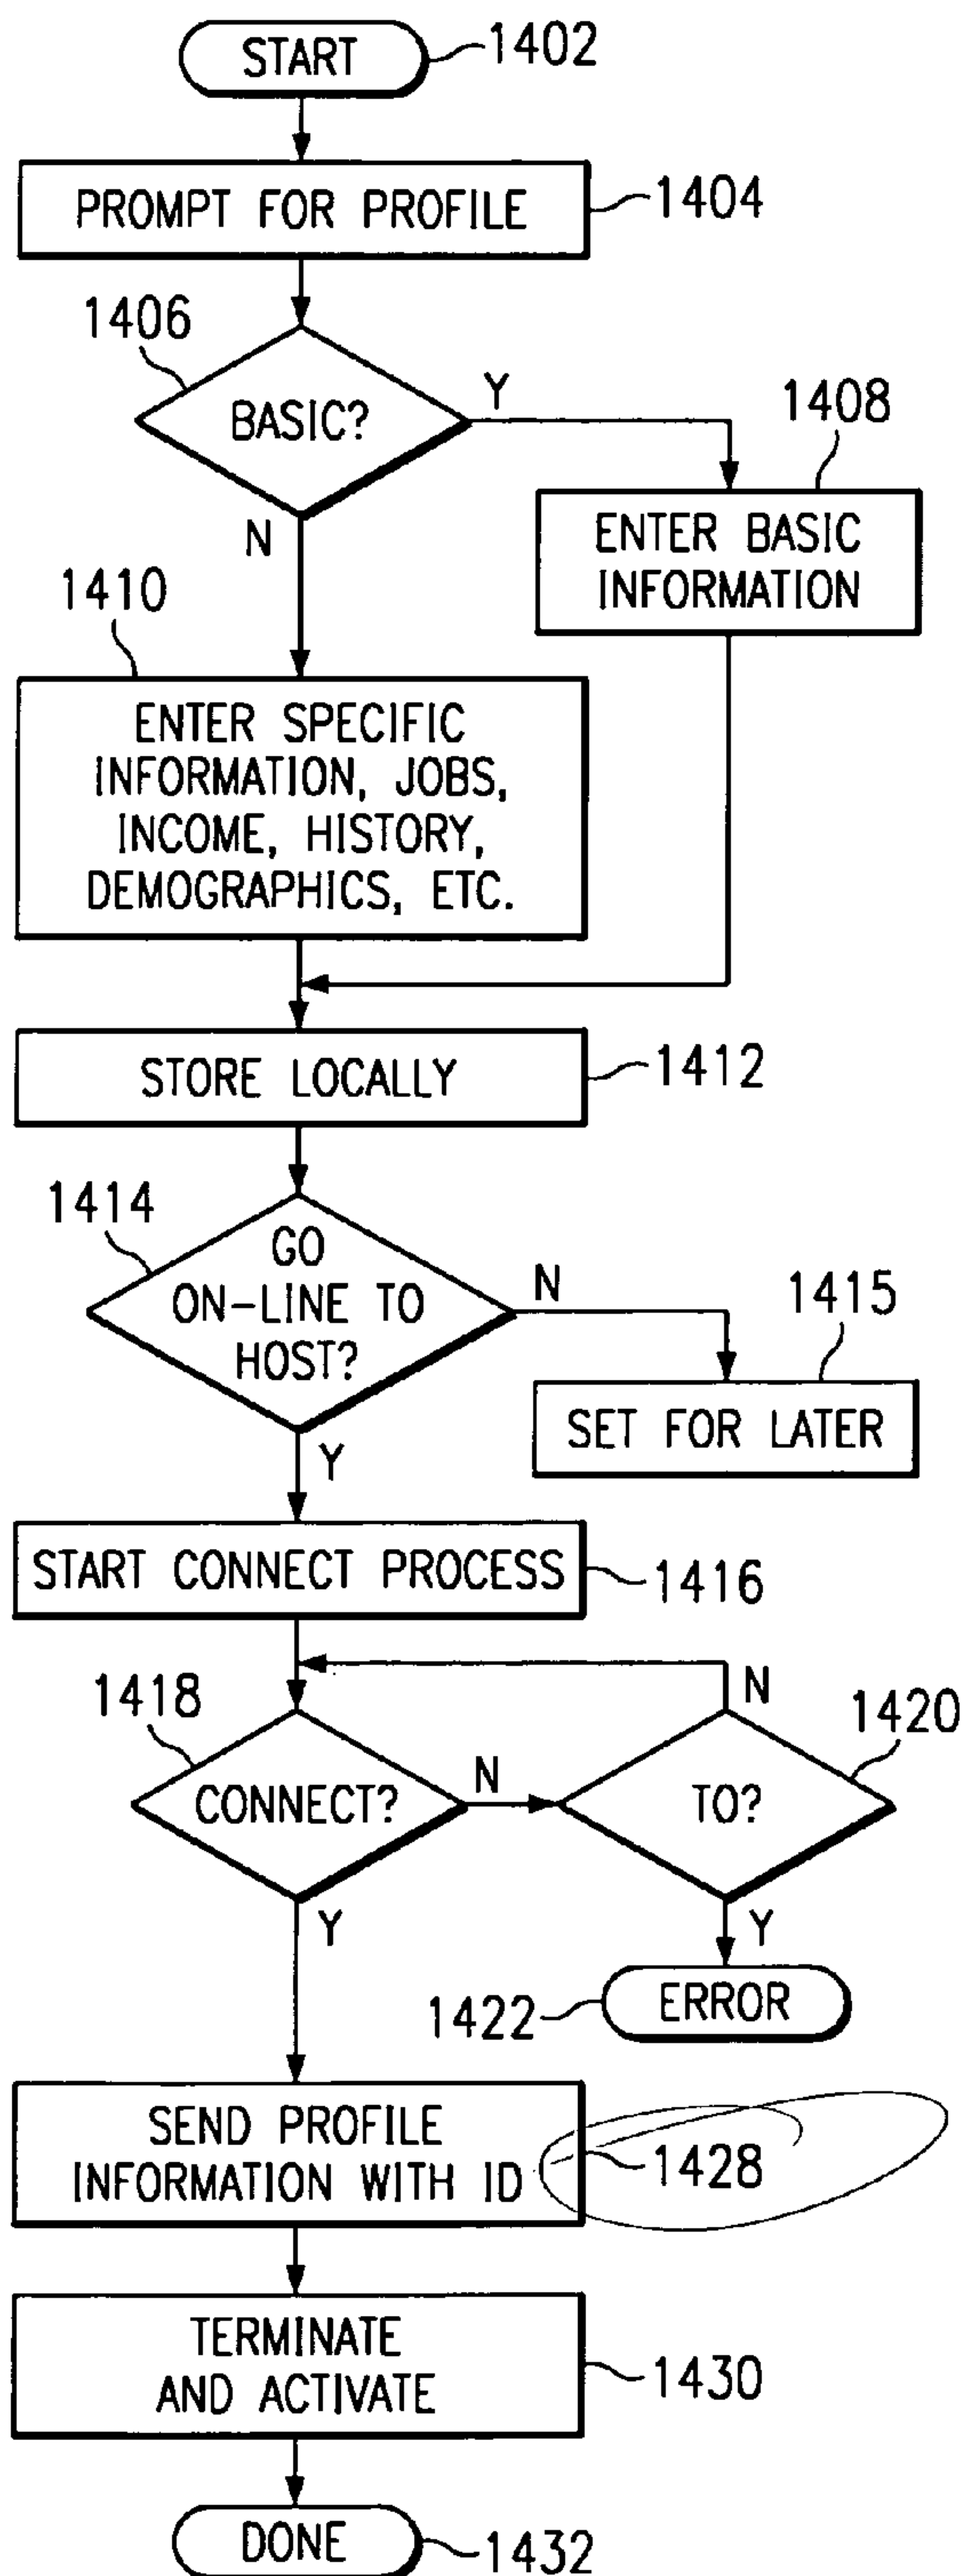 START
1402
PROMPT FOR PROFILE
1404
1406
BASIC?
Y
N
1408
ENTER BASIC
INFORMATION
1410
ENTER SPECIFIC
INFORMATION, JOBS,
INCOME, HISTORY,
DEMOGRAPHICS, ETC.
STORE LOCALLY
1412
1414
GO
ON-LINE TO
HOST?
N
Y
1415
SET FOR LATER
START CONNECT PROCESS
1416
1418
CONNECT?
N
Y
1420
TO?
N
Y
1422
ERROR
SEND PROFILE
INFORMATION WITH ID
1428
TERMINATE
AND ACTIVATE
1430
DONE
1432